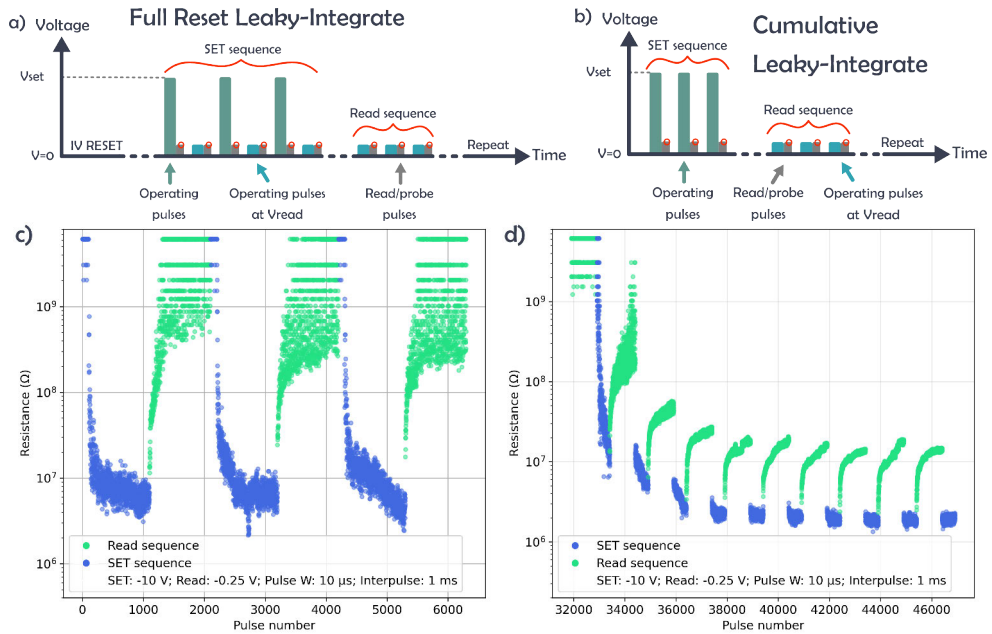 a)
Full Reset Leaky-Integrate
Voltage
SET sequence
Vset
Read sequence
IV RESET
V=0
Repeat
Time
Operating
pulses
Operating pulses
at Vread
Read/probe
pulses
b)
Voltage
Cumulative
Leaky-Integrate
SET sequence
Vset
Read sequence
V=0
Repeat
Time
Operating
pulses
Read/probe
pulses
Operating pulses
at Vread
c)
Resistance (Ω)
10⁹
10⁸
10⁷
10⁶
Read sequence
SET sequence
SET: -10 V; Read: -0.25 V; Pulse W: 10 µs; Interpulse: 1 ms
0 1000 2000 3000 4000 5000 6000
Pulse number
d)
Resistance (Ω)
10⁹
10⁸
10⁷
10⁶
SET sequence
Read sequence
SET: -10 V; Read: -0.25 V; Pulse W: 10 µs; Interpulse: 1 ms
32000 34000 36000 38000 40000 42000 44000 46000
Pulse number